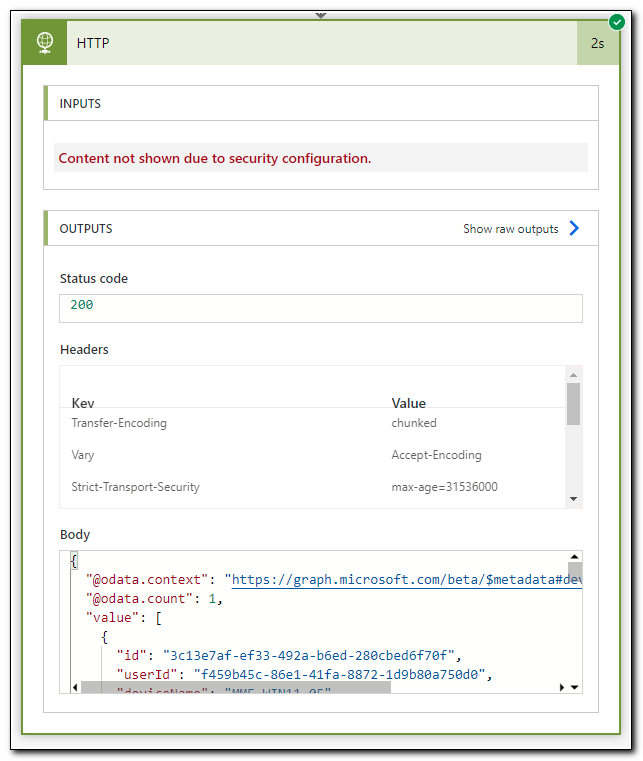 HTTP
2s
INPUTS
Content not shown due to security configuration.
OUTPUTS
Show raw outputs
Status code
200
Headers
Key Value
Transfer-Encoding chunked
Vary Accept-Encoding
Strict-Transport-Security max-age=31536000
Body
{
"@odata.context": "https://graph.microsoft.com/beta/$metadata#dev
"@odata.count": 1,
"value": [
{
"id": "3c13e7af-ef33-492a-b6ed-280cbed6f70f",
"userId": "f459b45c-86e1-41fa-8872-1d9b80a750d0",
"deviceName":